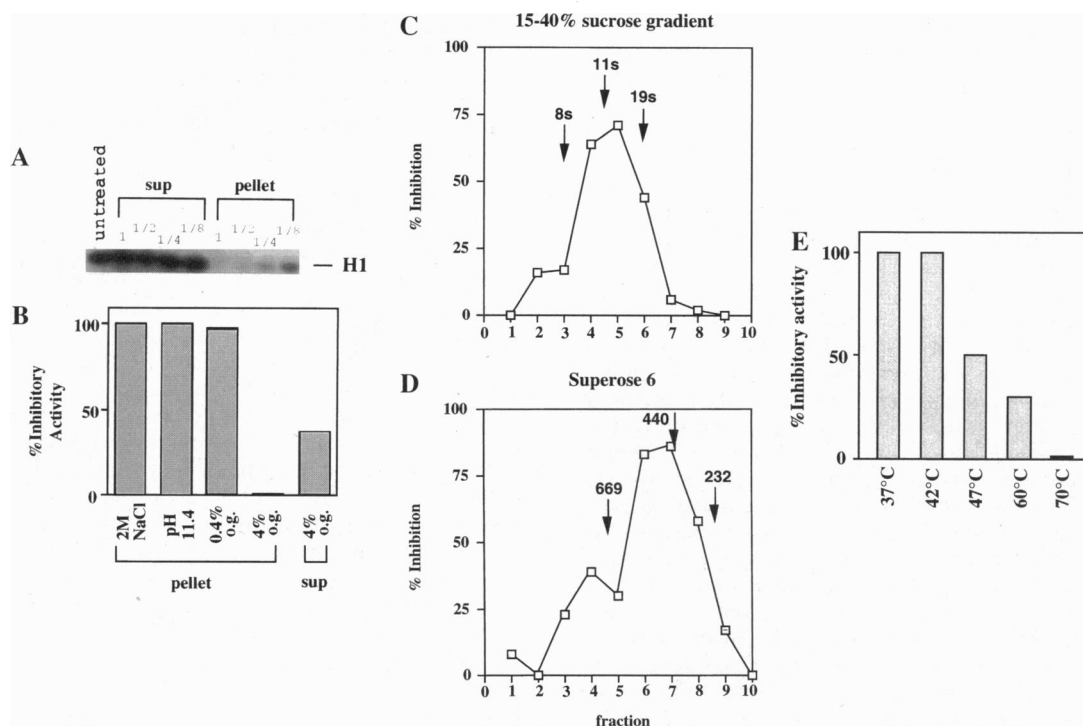 A
untreated
sup
pellet
1 1/2 1/4 1/8 1 1/2 1/4 1/8
H1
B
%Inhibitory
Activity
100
50
0
2M
NaCl
pH
11.4
0.4%
o.g.
4%
o.g.
4%
o.g.
pellet
sup
C
15-40% sucrose gradient
% Inhibition
100
75
50
25
0
8s
11s
19s
0 1 2 3 4 5 6 7 8 9 10
D
Superose 6
% Inhibition
100
75
50
25
0
669
440
232
0 1 2 3 4 5 6 7 8 9 10
fraction
E
%Inhibitory activity
100
50
0
37°C
42°C
47°C
60°C
70°C